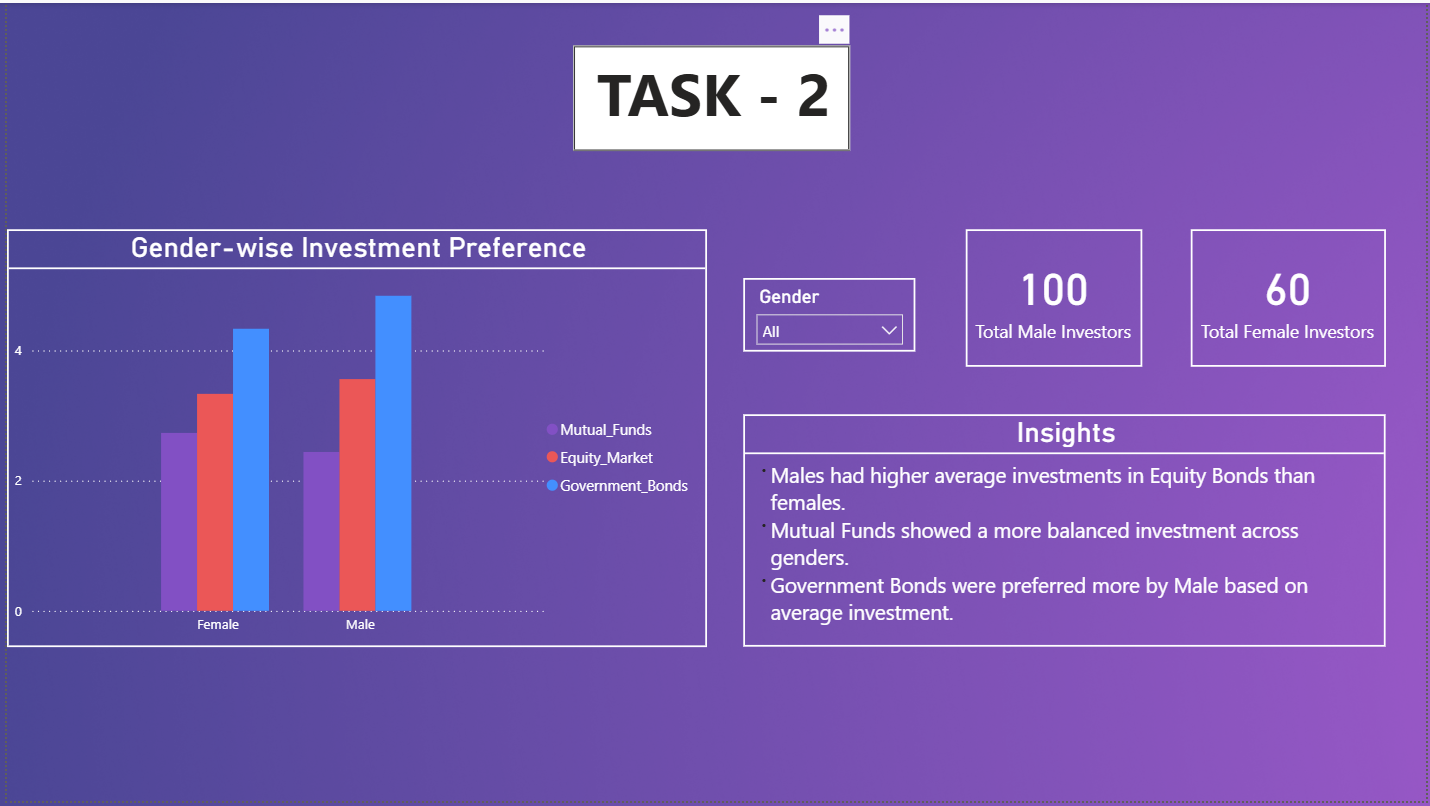 TASK - 2
Gender-wise Investment Preference
4
2
0
Female
Male
Mutual_Funds
Equity_Market
Government_Bonds
Gender
All
100
Total Male Investors
60
Total Female Investors
Insights
Males had higher average investments in Equity Bonds than
females.
Mutual Funds showed a more balanced investment across
genders.
Government Bonds were preferred more by Male based on
average investment.